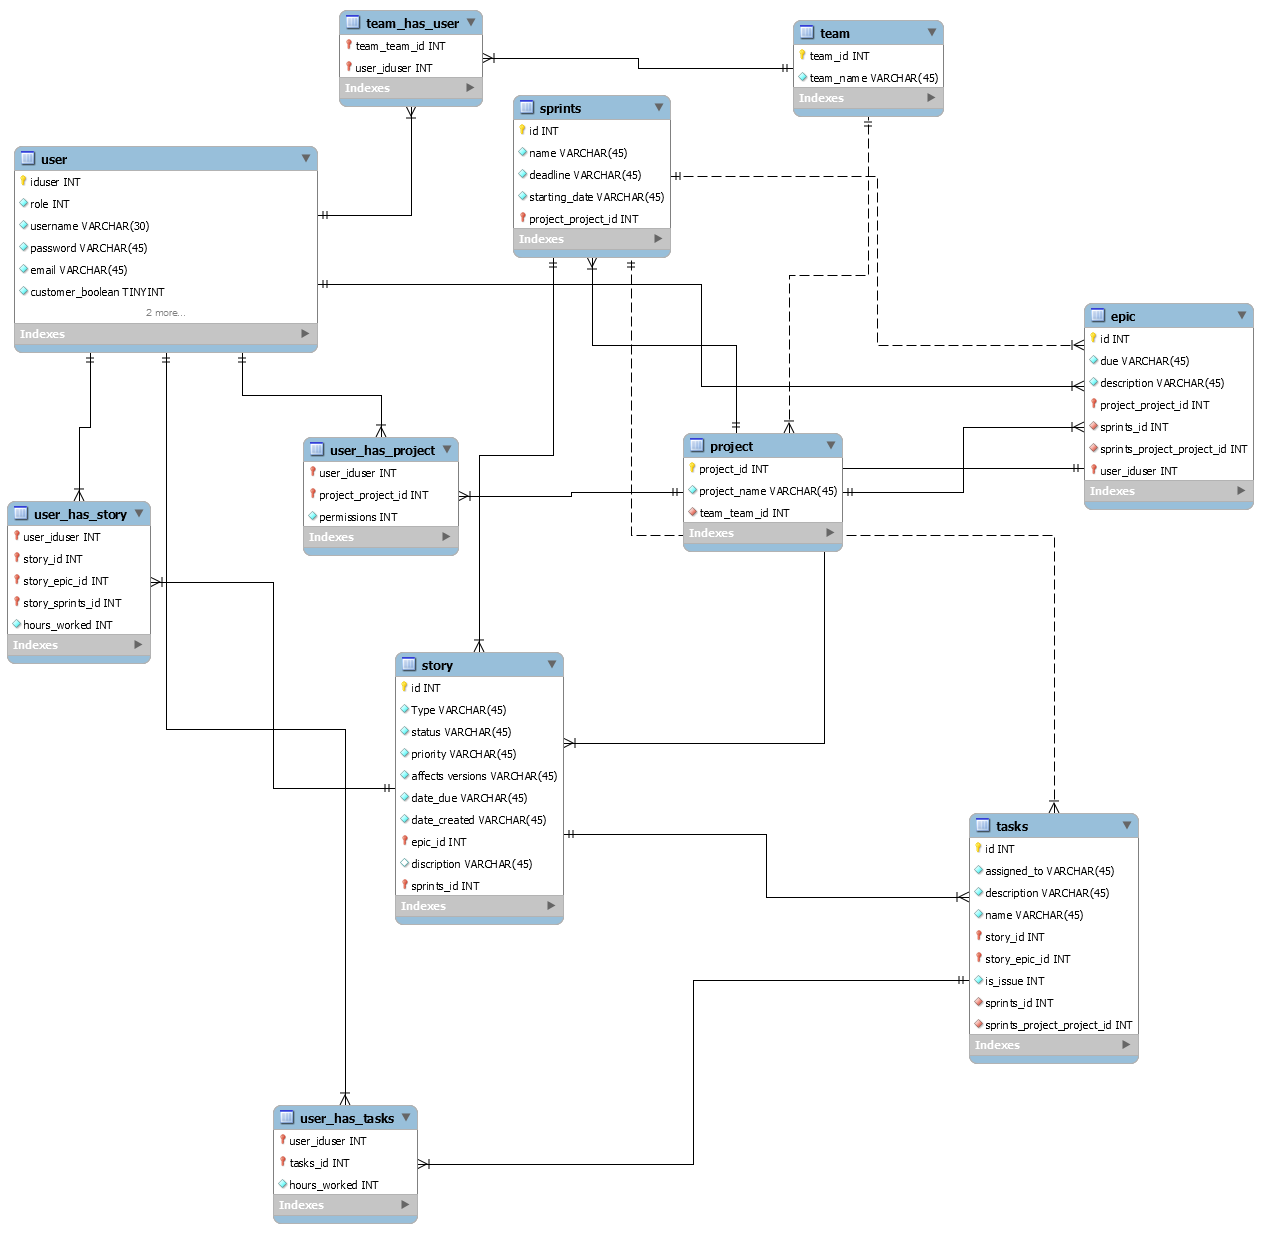 team_has_user
team_team_id INT
user_iduser INT
Indexes
team
team_id INT
team_name VARCHAR(45)
Indexes
sprints
id INT
name VARCHAR(45)
deadline VARCHAR(45)
starting_date VARCHAR(45)
project_project_id INT
Indexes
user
iduser INT
role INT
username VARCHAR(30)
password VARCHAR(45)
email VARCHAR(45)
customer_boolean TINYINT
2 more...
Indexes
epic
id INT
due VARCHAR(45)
description VARCHAR(45)
project_project_id INT
sprints_id INT
sprints_project_project_id INT
user_iduser INT
Indexes
user_has_project
user_iduser INT
project_project_id INT
permissions INT
Indexes
project
project_id INT
project_name VARCHAR(45)
team_team_id INT
Indexes
user_has_story
user_iduser INT
story_id INT
story_epic_id INT
story_sprints_id INT
hours_worked INT
Indexes
story
id INT
Type VARCHAR(45)
status VARCHAR(45)
priority VARCHAR(45)
affects versions VARCHAR(45)
date_due VARCHAR(45)
date_created VARCHAR(45)
epic_id INT
discription VARCHAR(45)
sprints_id INT
Indexes
tasks
id INT
assigned_to VARCHAR(45)
description VARCHAR(45)
name VARCHAR(45)
story_id INT
story_epic_id INT
is_issue INT
sprints_id INT
sprints_project_project_id INT
Indexes
user_has_tasks
user_iduser INT
tasks_id INT
hours_worked INT
Indexes